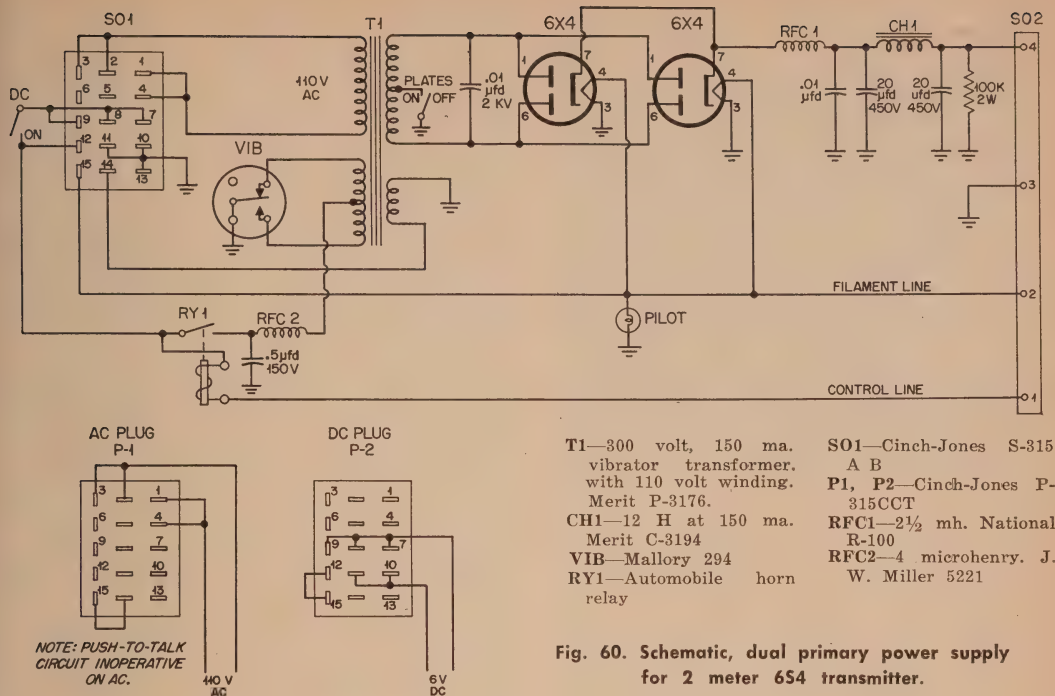 SO1
T1
6X4
6X4
RFC 1
CH1
SO2
3
2
1
6
5
4
9
8
7
12
11
10
15
14
13
DC
ON
VIB
110 V
AC
PLATES
ON
OFF
.01
µfd
2 KV
1
6
7
4
3
1
6
7
4
3
.01
µfd
20
µfd
450V
20
µfd
450V
100K
2W
4
3
2
1
FILAMENT LINE
PILOT
RY 1
RFC 2
.5µfd
150V
CONTROL LINE
AC PLUG
P-1
3
1
6
4
9
7
12
10
15
13
NOTE: PUSH-TO-TALK
CIRCUIT INOPERATIVE
ON AC.
110 V
AC
DC PLUG
P-2
3
1
6
4
9
7
12
10
15
13
6V
DC
T1—300 volt, 150 ma.
vibrator transformer.
with 110 volt winding.
Merit P-3176.
CH1—12 H at 150 ma.
Merit C-3194
VIB—Mallory 294
RY1—Automobile horn
relay
SO1—Cinch-Jones S-315
A B
P1, P2—Cinch-Jones P-
315CCT
RFC1—2½ mh. National
R-100
RFC2—4 microhenry. J.
W. Miller 5221
Fig. 60. Schematic, dual primary power supply
for 2 meter 6S4 transmitter.